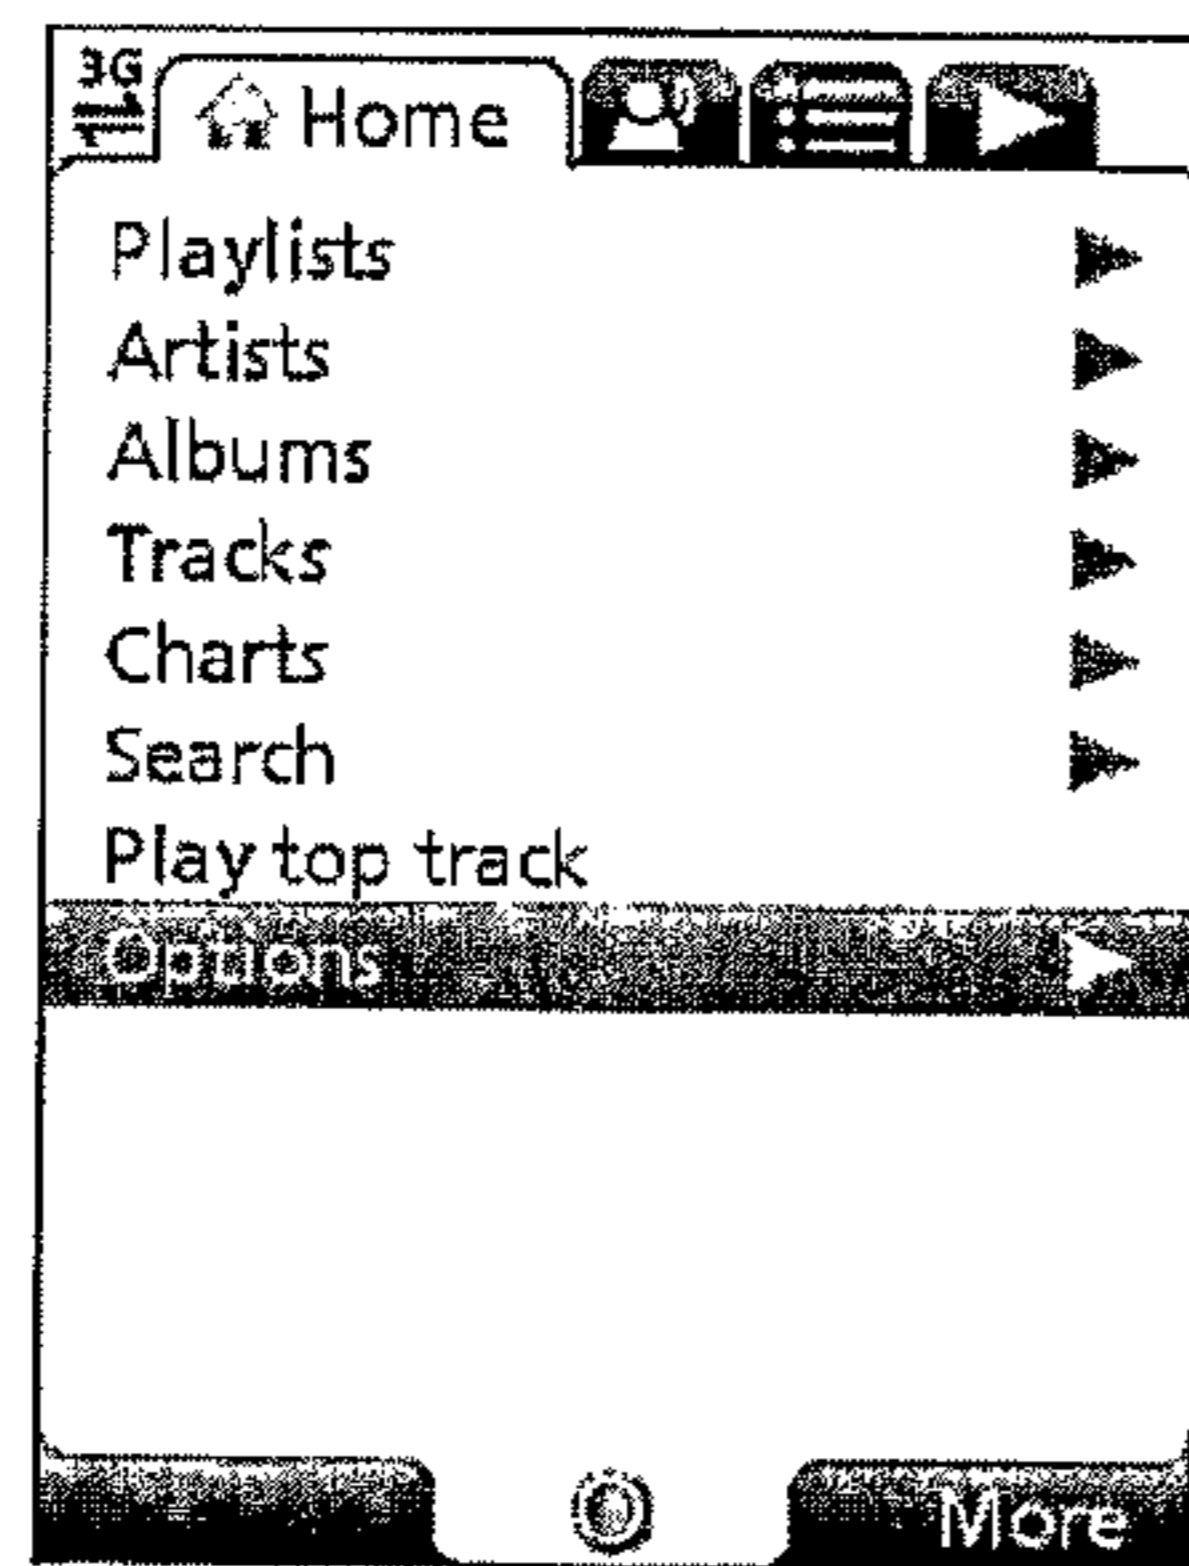 3G
Home
Playlists
Artists
Albums
Tracks
Charts
Search
Play top track
Options
More